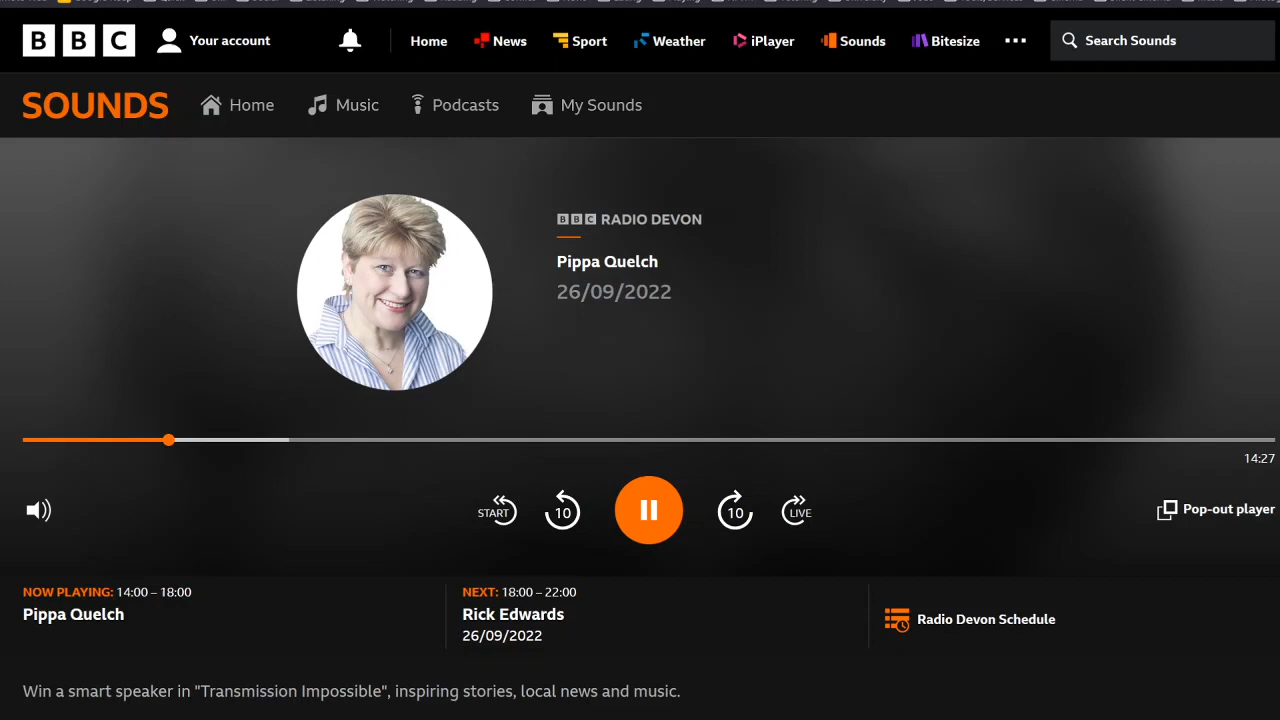 BBC Your account Home News Sport Weather iPlayer Sounds Bitesize Search Sounds
SOUNDS Home Music Podcasts My Sounds
BBC RADIO DEVON
Pippa Quelch
26/09/2022
14:27
START 10 10 LIVE Pop-out player
NOW PLAYING: 14:00 – 18:00
Pippa Quelch
NEXT: 18:00 – 22:00
Rick Edwards
26/09/2022
Radio Devon Schedule
Win a smart speaker in "Transmission Impossible", inspiring stories, local news and music.